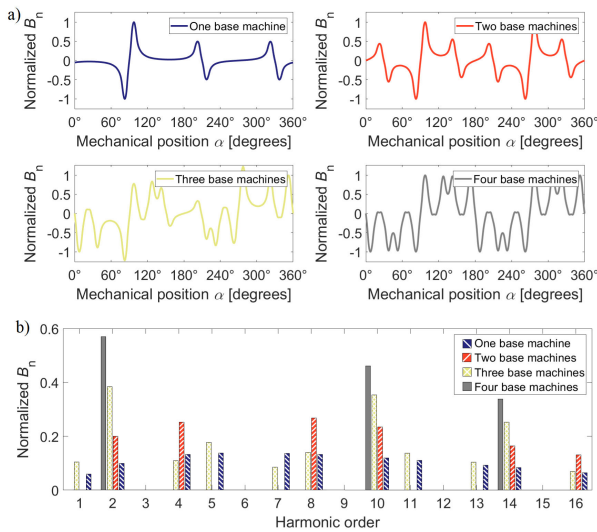 a)
Normalized Bn
1
0.5
0
-0.5
-1
One base machine
0° 60° 120° 180° 240° 300° 360°
Mechanical position α [degrees]
Normalized Bn
1
0.5
0
-0.5
-1
Two base machines
0° 60° 120° 180° 240° 300° 360°
Mechanical position α [degrees]
Normalized Bn
1
0.5
0
-0.5
-1
Three base machines
0° 60° 120° 180° 240° 300° 360°
Mechanical position α [degrees]
Normalized Bn
1
0.5
0
-0.5
-1
Four base machines
0° 60° 120° 180° 240° 300° 360°
Mechanical position α [degrees]
b)
Normalized Bn
0.6
0.4
0.2
0
One base machine
Two base machines
Three base machines
Four base machines
1 2 3 4 5 6 7 8 9 10 11 12 13 14 15 16
Harmonic order